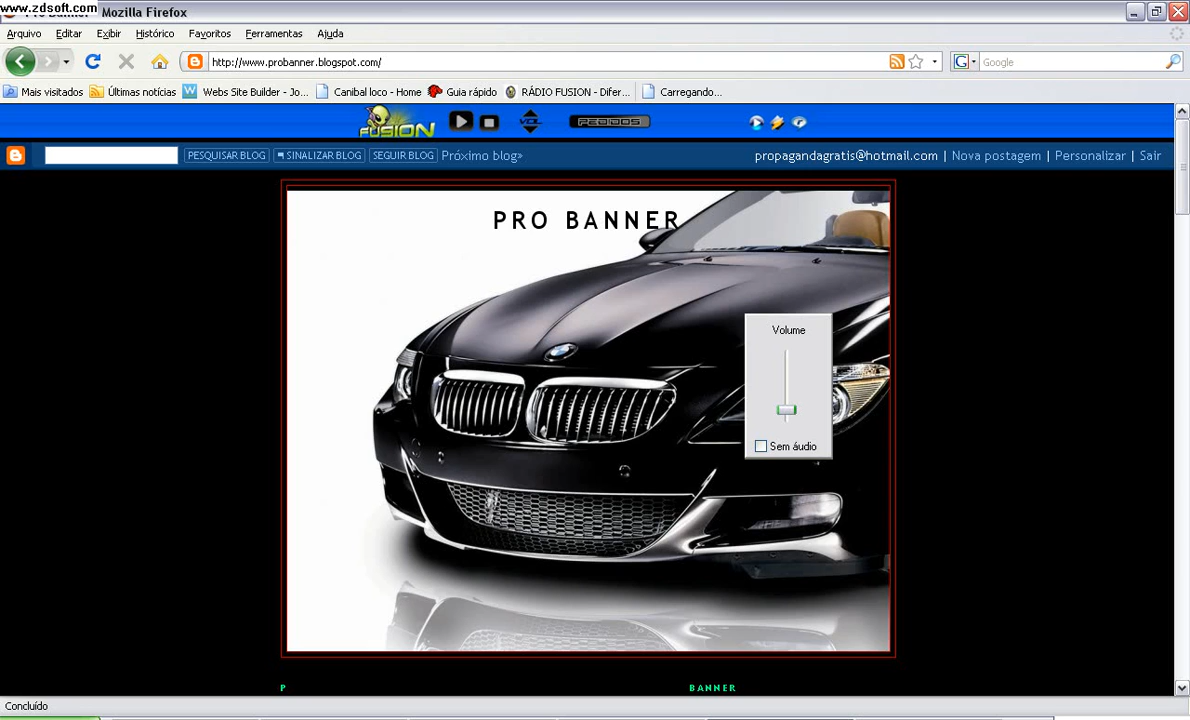 www.zdsoft.com
Mozilla Firefox
Arquivo Editar Exibir Histórico Favoritos Ferramentas Ajuda
http://www.probanner.blogspot.com/
G Google
Mais visitados Últimas notícias W Webs Site Builder - Jo... Canibal loco - Home Guia rápido RÁDIO FUSION - Difer... Carregando...
FUSION VOL PEDIDOS
PESQUISAR BLOG SINALIZAR BLOG SEGUIR BLOG Próximo blog» propagandagratis@hotmail.com | Nova postagem | Personalizar | Sair
PRO BANNER
Volume
Sem áudio
P BANNER
Concluído